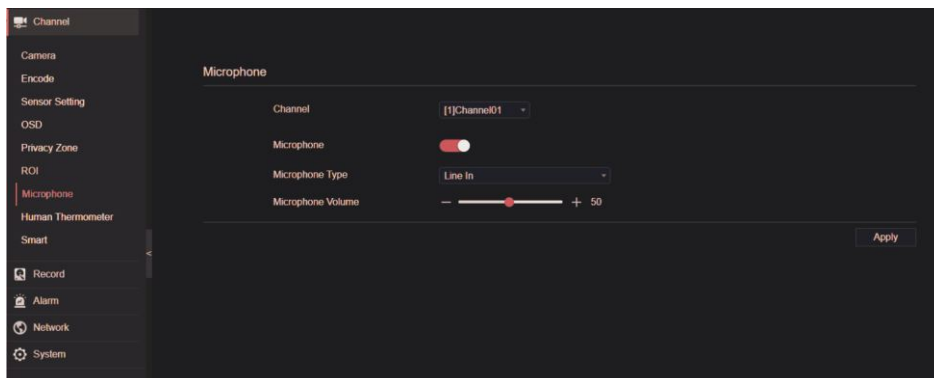 Channel
Camera
Encode
Sensor Setting
OSD
Privacy Zone
ROI
Microphone
Human Thermometer
Smart
Record
Alarm
Network
System
Microphone
Channel [1]Channel01
Microphone
Microphone Type Line In
Microphone Volume 50
Apply